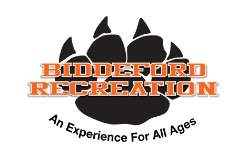 BIDDEFORD
RECREATION
An Experience For All Ages